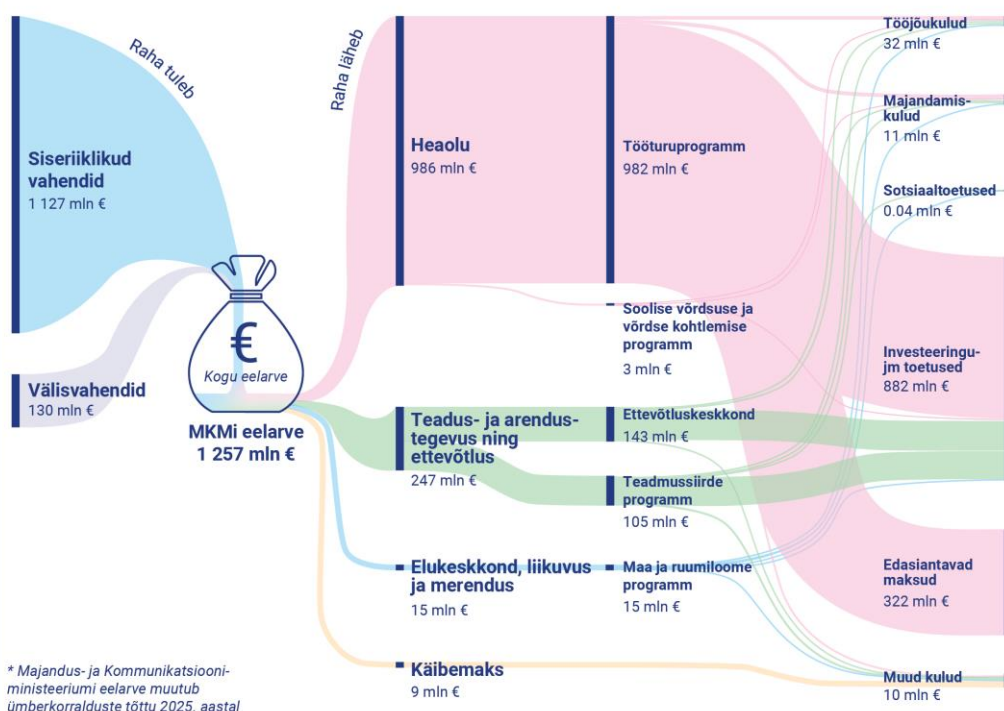 Raha tuleb
Siseriiklikud
vahendid
1 127 mln €
Välisvahendid
130 mln €
€
Kogu eelarve
MKMi eelarve
1 257 mln €
Raha läheb
Heaolu
986 mln €
Teadus- ja arendus-
tegevus ning
ettevõtlus
247 mln €
Elukeskkond, liikuvus
ja merendus
15 mln €
Käibemaks
9 mln €
Tööturuprogramm
982 mln €
Soolise võrdsuse ja
võrdse kohtlemise
programm
3 mln €
Ettevõtluskeskkond
143 mln €
Teadmussiirde
programm
105 mln €
Maa ja ruumiloome
programm
15 mln €
Tööjõukulud
32 mln €
Majandamis-
kulud
11 mln €
Sotsiaaltoetused
0.04 mln €
Investeeringu-
jm toetused
882 mln €
Edasiantavad
maksud
322 mln €
Muud kulud
10 mln €
* Majandus- ja Kommunikatsiooni-
ministeeriumi eelarve muutub
ümberkorralduste tõttu 2025. aastal